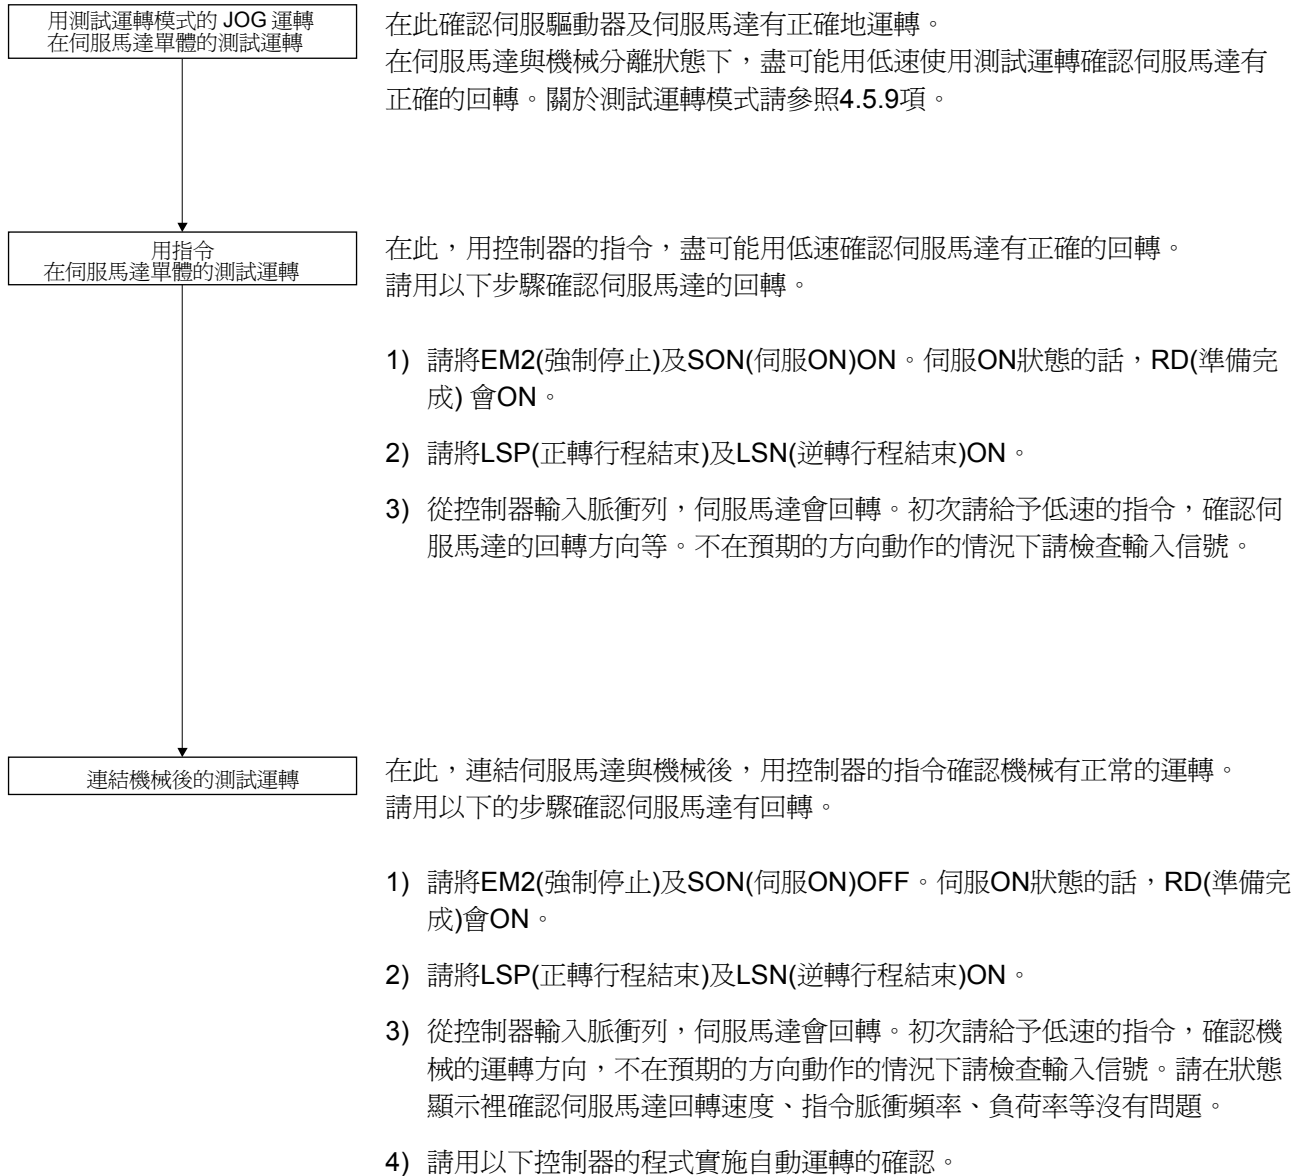 用測試運轉模式的 JOG 運轉
在伺服馬達單體的測試運轉
在此確認伺服驅動器及伺服馬達有正確地運轉。
在伺服馬達與機械分離狀態下，盡可能用低速使用測試運轉確認伺服馬達有
正確的回轉。關於測試運轉模式請參照4.5.9項。
用指令
在伺服馬達單體的測試運轉
在此，用控制器的指令，盡可能用低速確認伺服馬達有正確的回轉。
請用以下步驟確認伺服馬達的回轉。
1) 請將EM2(強制停止)及SON(伺服ON)ON。伺服ON狀態的話，RD(準備完
成) 會ON。
2) 請將LSP(正轉行程結束)及LSN(逆轉行程結束)ON。
3) 從控制器輸入脈衝列，伺服馬達會回轉。初次請給予低速的指令，確認伺
服馬達的回轉方向等。不在預期的方向動作的情況下請檢查輸入信號。
連結機械後的測試運轉
在此，連結伺服馬達與機械後，用控制器的指令確認機械有正常的運轉。
請用以下的步驟確認伺服馬達有回轉。
1) 請將EM2(強制停止)及SON(伺服ON)OFF。伺服ON狀態的話，RD(準備完
成)會ON。
2) 請將LSP(正轉行程結束)及LSN(逆轉行程結束)ON。
3) 從控制器輸入脈衝列，伺服馬達會回轉。初次請給予低速的指令，確認機
械的運轉方向，不在預期的方向動作的情況下請檢查輸入信號。請在狀態
顯示裡確認伺服馬達回轉速度、指令脈衝頻率、負荷率等沒有問題。
4) 請用以下控制器的程式實施自動運轉的確認。